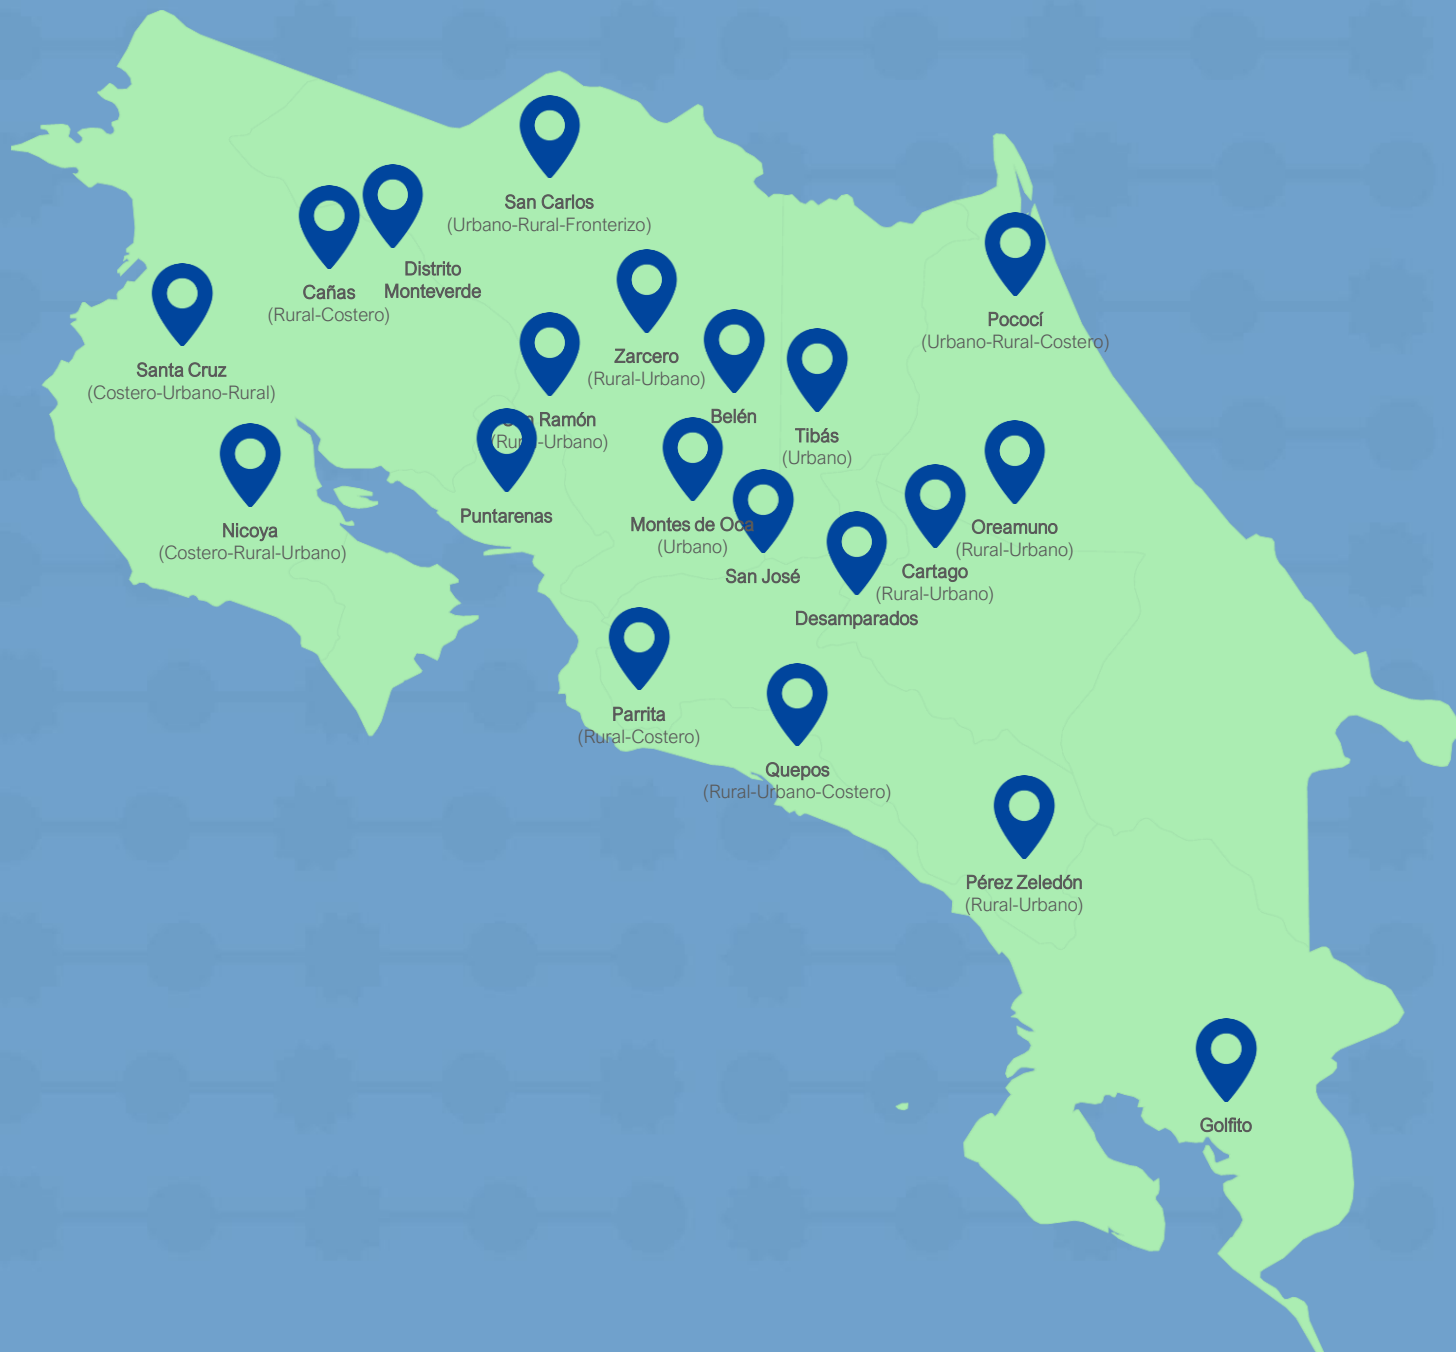 San Carlos
(Urbano-Rural-Fronterizo)
Distrito
Monteverde
Cañas
(Rural-Costero)
Pococí
(Urbano-Rural-Costero)
Zarcero
(Rural-Urbano)
Santa Cruz
(Costero-Urbano-Rural)
Ramón
-Urbano)
Belén
Tibás
(Urbano)
Puntarenas
Nicoya
(Costero-Rural-Urbano)
Montes de Oca
(Urbano)
Oreamuno
(Rural-Urbano)
San José
Cartago
(Rural-Urbano)
Desamparados
Parrita
(Rural-Costero)
Quepos
(Rural-Urbano-Costero)
Pérez Zeledón
(Rural-Urbano)
Golfito